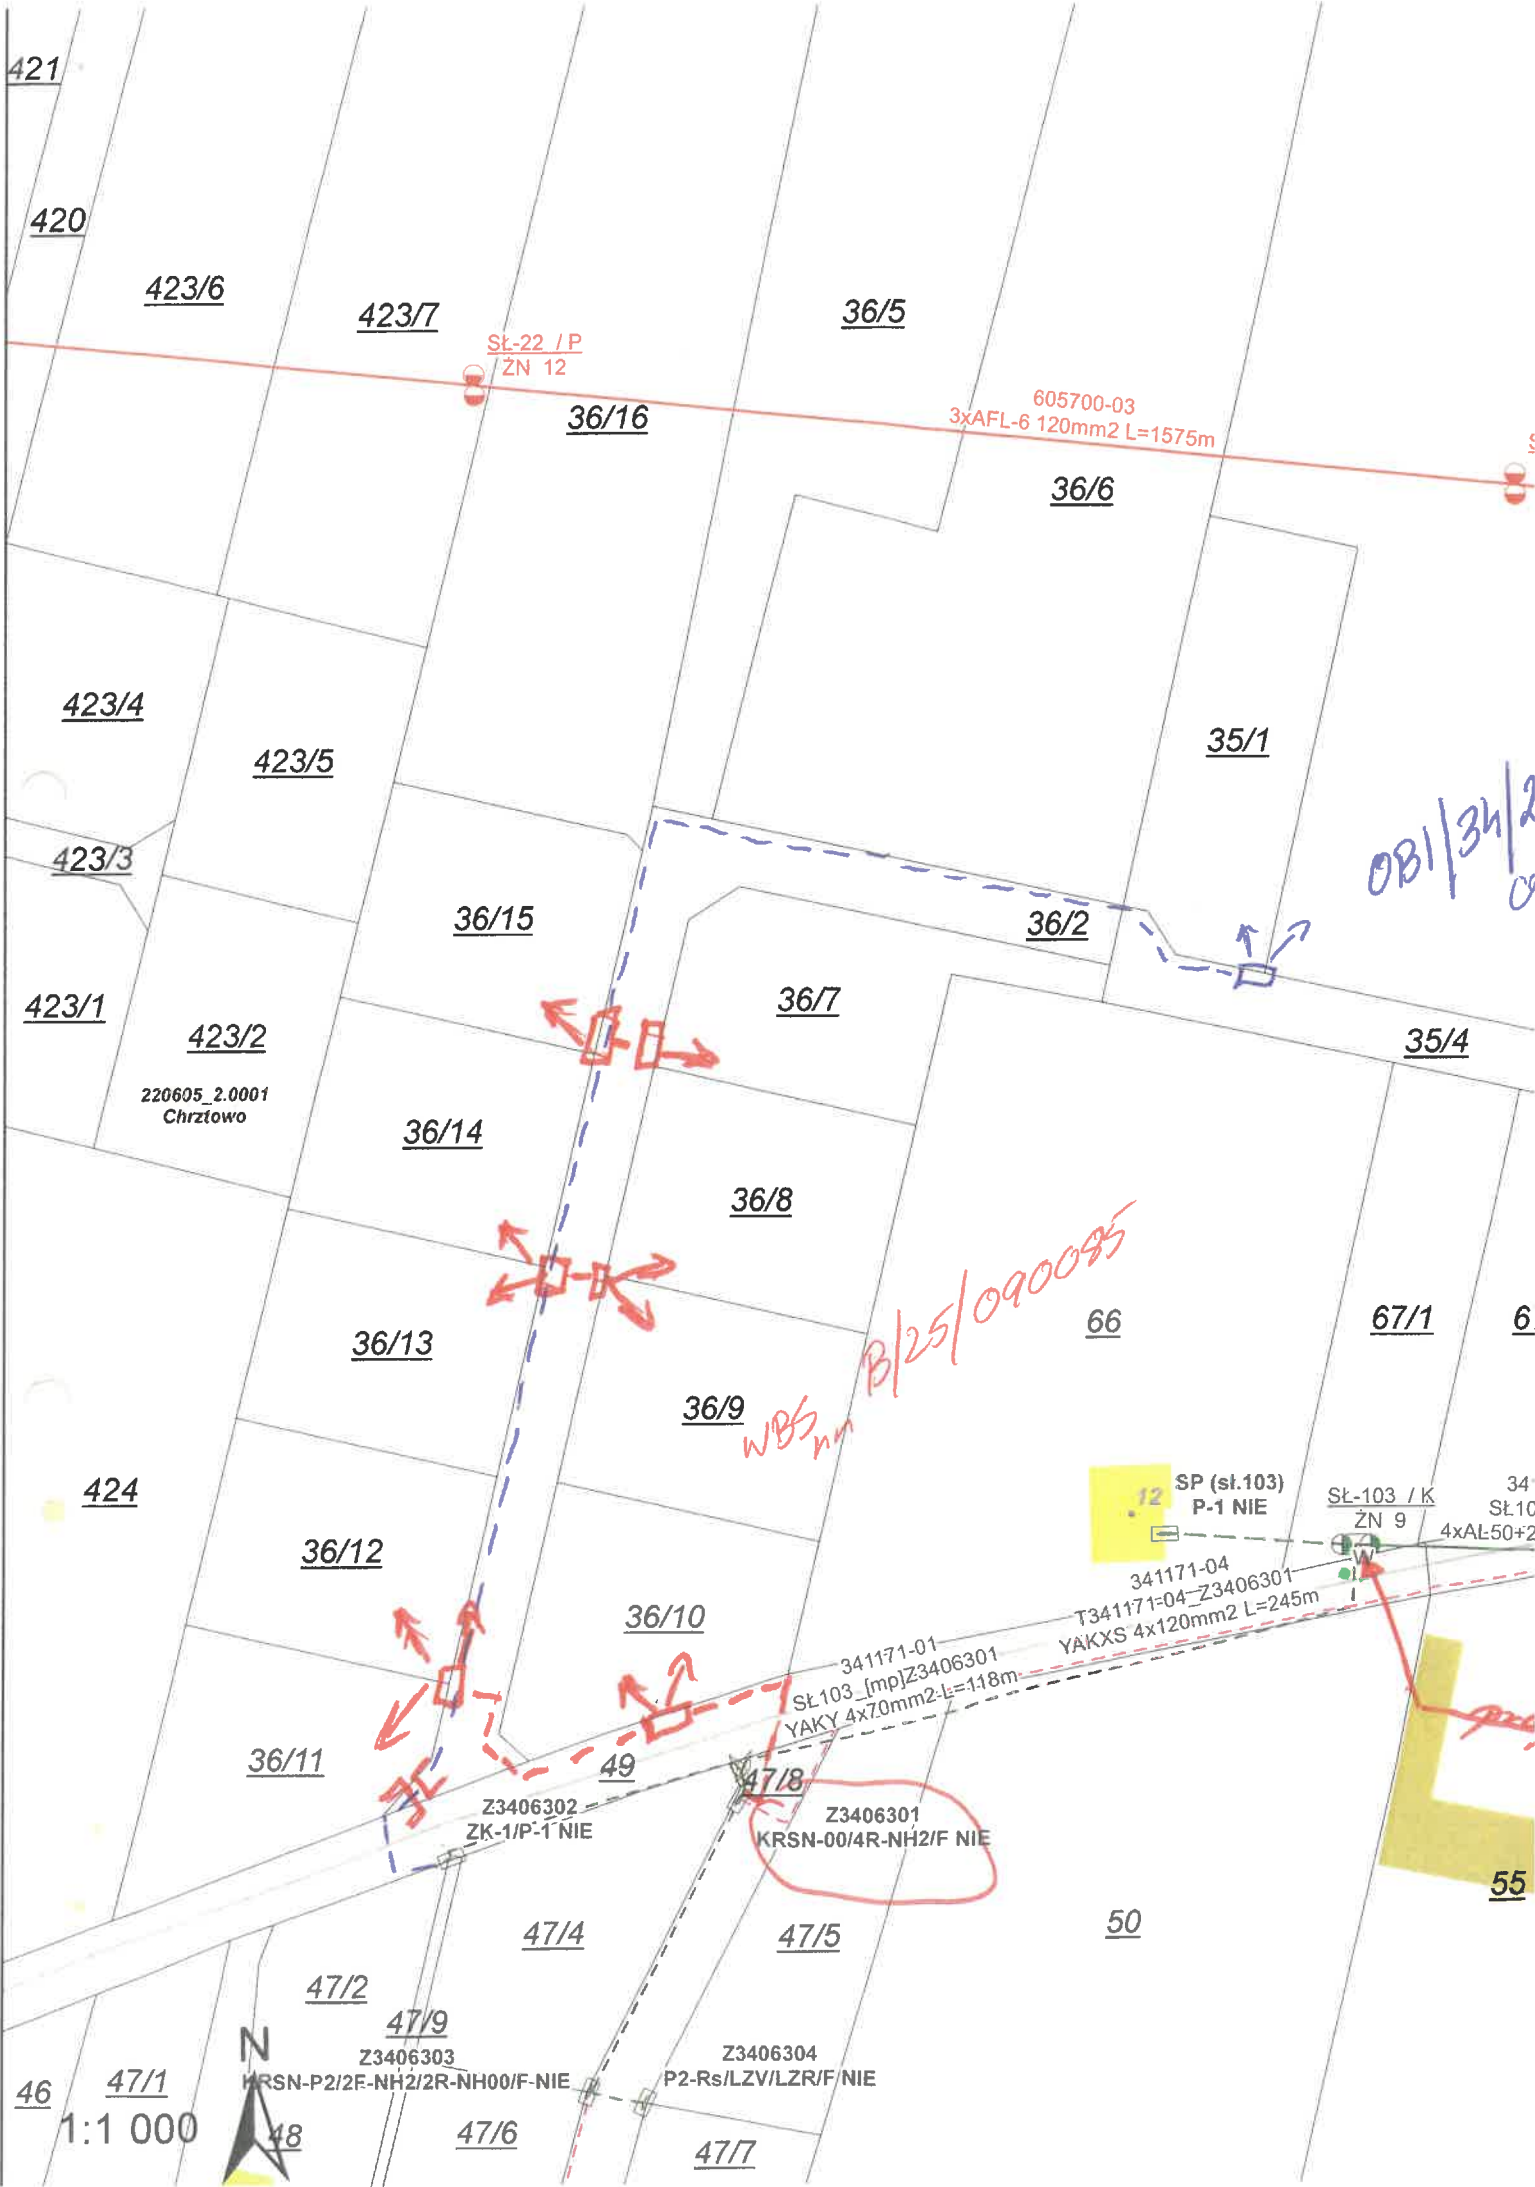 421
420
423/6
423/7
36/5
SŁ-22 / P
ŻN 12
36/16
605700-03
3xAFL-6 120mm2 L=1575m
36/6
423/4
423/5
35/1
423/3
OB1/34/2
36/15
36/2
36/7
423/1
423/2
35/4
220605_2.0001
Chrztowo
36/14
36/8
B/25/090085
66
67/1
36/13
36/9
WBS nn
424
SP (sł.103)
P-1 NIE
12
SŁ-103 / K
ŻN 9
34
SŁ10
4xAŁ50+2
36/12
341171-04
T341171-04_Z3406301
YAKXS 4x120mm2 L=245m
36/10
341171-01
SŁ103_[mp]Z3406301
YAKY 4x70mm2 L=118m
W
36/11
49
47/8
Z3406302
ZK-1/P-1 NIE
Z3406301
KRSN-00/4R-NH2/F NIE
55
50
47/4
47/5
47/2
47/9
Z3406303
KRSN-P2/2F-NH2/2R-NH00/F-NIE
Z3406304
P2-Rs/LZV/LZR/F NIE
N
46
47/1
1:1 000
48
47/6
47/7